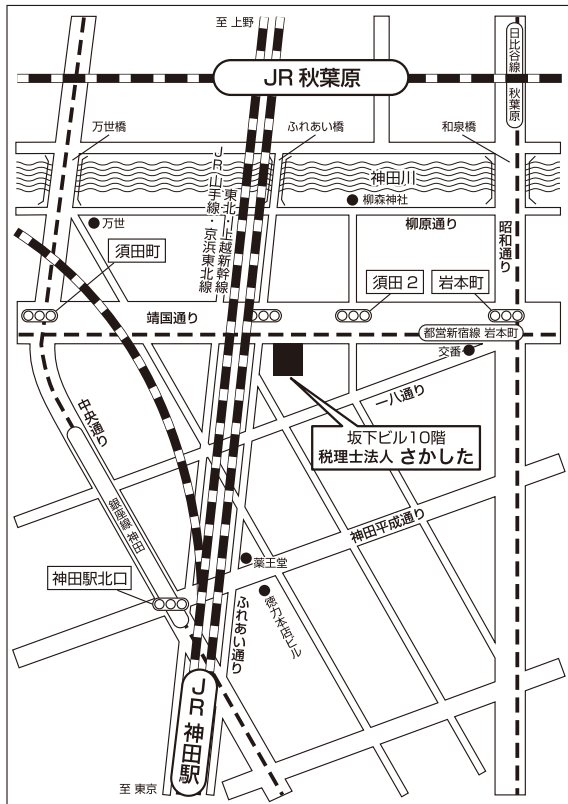 至 上野
日比谷線 秋葉原
JR 秋葉原
万世橋
ふれあい橋
和泉橋
神田川
柳森神社
万世
JR山手線・京浜東北線
東北・上越新幹線
柳原通り
昭和通り
須田町
須田 2
岩本町
靖国通り
都営新宿線 岩本町
交番
一八通り
中央通り
坂下ビル10階
税理士法人 さかした
銀座線 神田
神田平成通り
薬王堂
神田駅北口
ふれあい通り
徳力本店ビル
JR 神田駅
至 東京